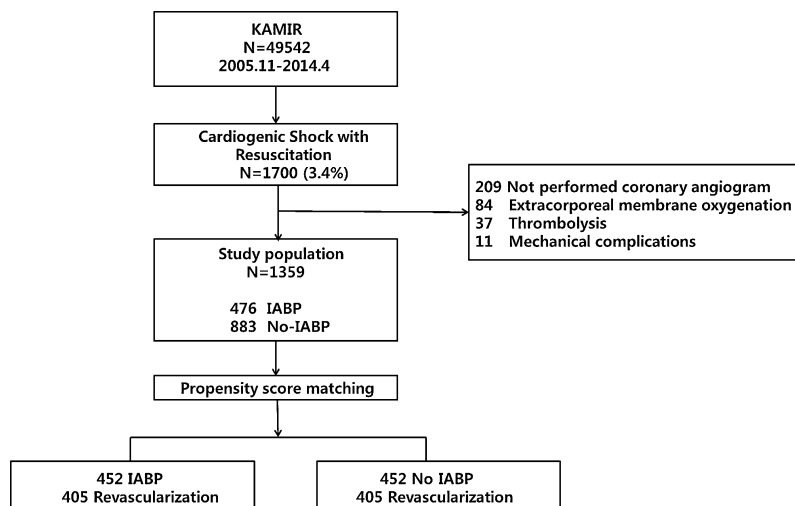 KAMIR
N=49542
2005.11-2014.4
Cardiogenic Shock with
Resuscitation
N=1700 (3.4%)
209 Not performed coronary angiogram
84 Extracorporeal membrane oxygenation
37 Thrombolysis
11 Mechanical complications
Study population
N=1359
476 IABP
883 No-IABP
Propensity score matching
452 IABP
405 Revascularization
452 No IABP
405 Revascularization